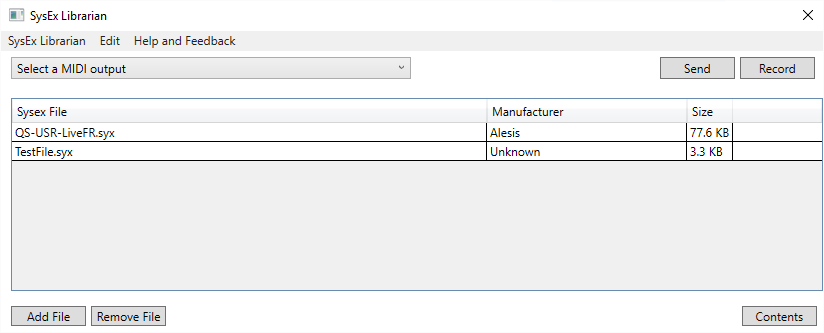 SysEx Librarian
SysEx Librarian Edit Help and Feedback
Select a MIDI output Send Record
Sysex File Manufacturer Size
QS-USR-LiveFR.syx Alesis 77.6 KB
TestFile.syx Unknown 3.3 KB
Add File Remove File Contents